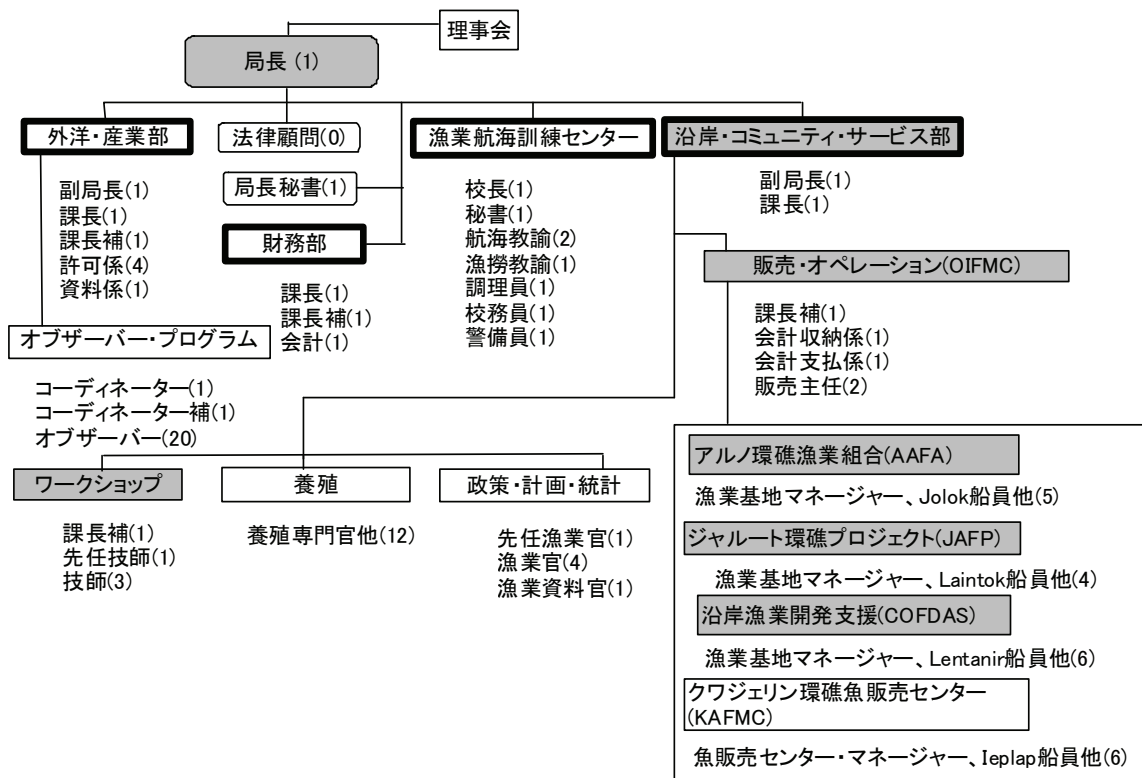 理事会
局長 (1)
外洋・産業部
副局長(1)
課長(1)
課長補(1)
許可係(4)
資料係(1)
オブザーバー・プログラム
コーディネーター(1)
コーディネーター補(1)
オブザーバー(20)
法律顧問(0)
局長秘書(1)
財務部
課長(1)
課長補(1)
会計(1)
漁業航海訓練センター
校長(1)
秘書(1)
航海教諭(2)
漁撈教諭(1)
調理員(1)
校務員(1)
警備員(1)
沿岸・コミュニティ・サービス部
副局長(1)
課長(1)
販売・オペレーション(OIFMC)
課長補(1)
会計収納係(1)
会計支払係(1)
販売主任(2)
ワークショップ
課長補(1)
先任技師(1)
技師(3)
養殖
養殖専門官他(12)
政策・計画・統計
先任漁業官(1)
漁業官(4)
漁業資料官(1)
アルノ環礁漁業組合(AAFA)
漁業基地マネージャー、Jolok船員他(5)
ジャルート環礁プロジェクト(JAFP)
漁業基地マネージャー、Laintok船員他(4)
沿岸漁業開発支援(COFDAS)
漁業基地マネージャー、Lentanir船員他(6)
クワジェリン環礁魚販売センター
(KAFMC)
魚販売センター・マネージャー、Ieplap船員他(6)